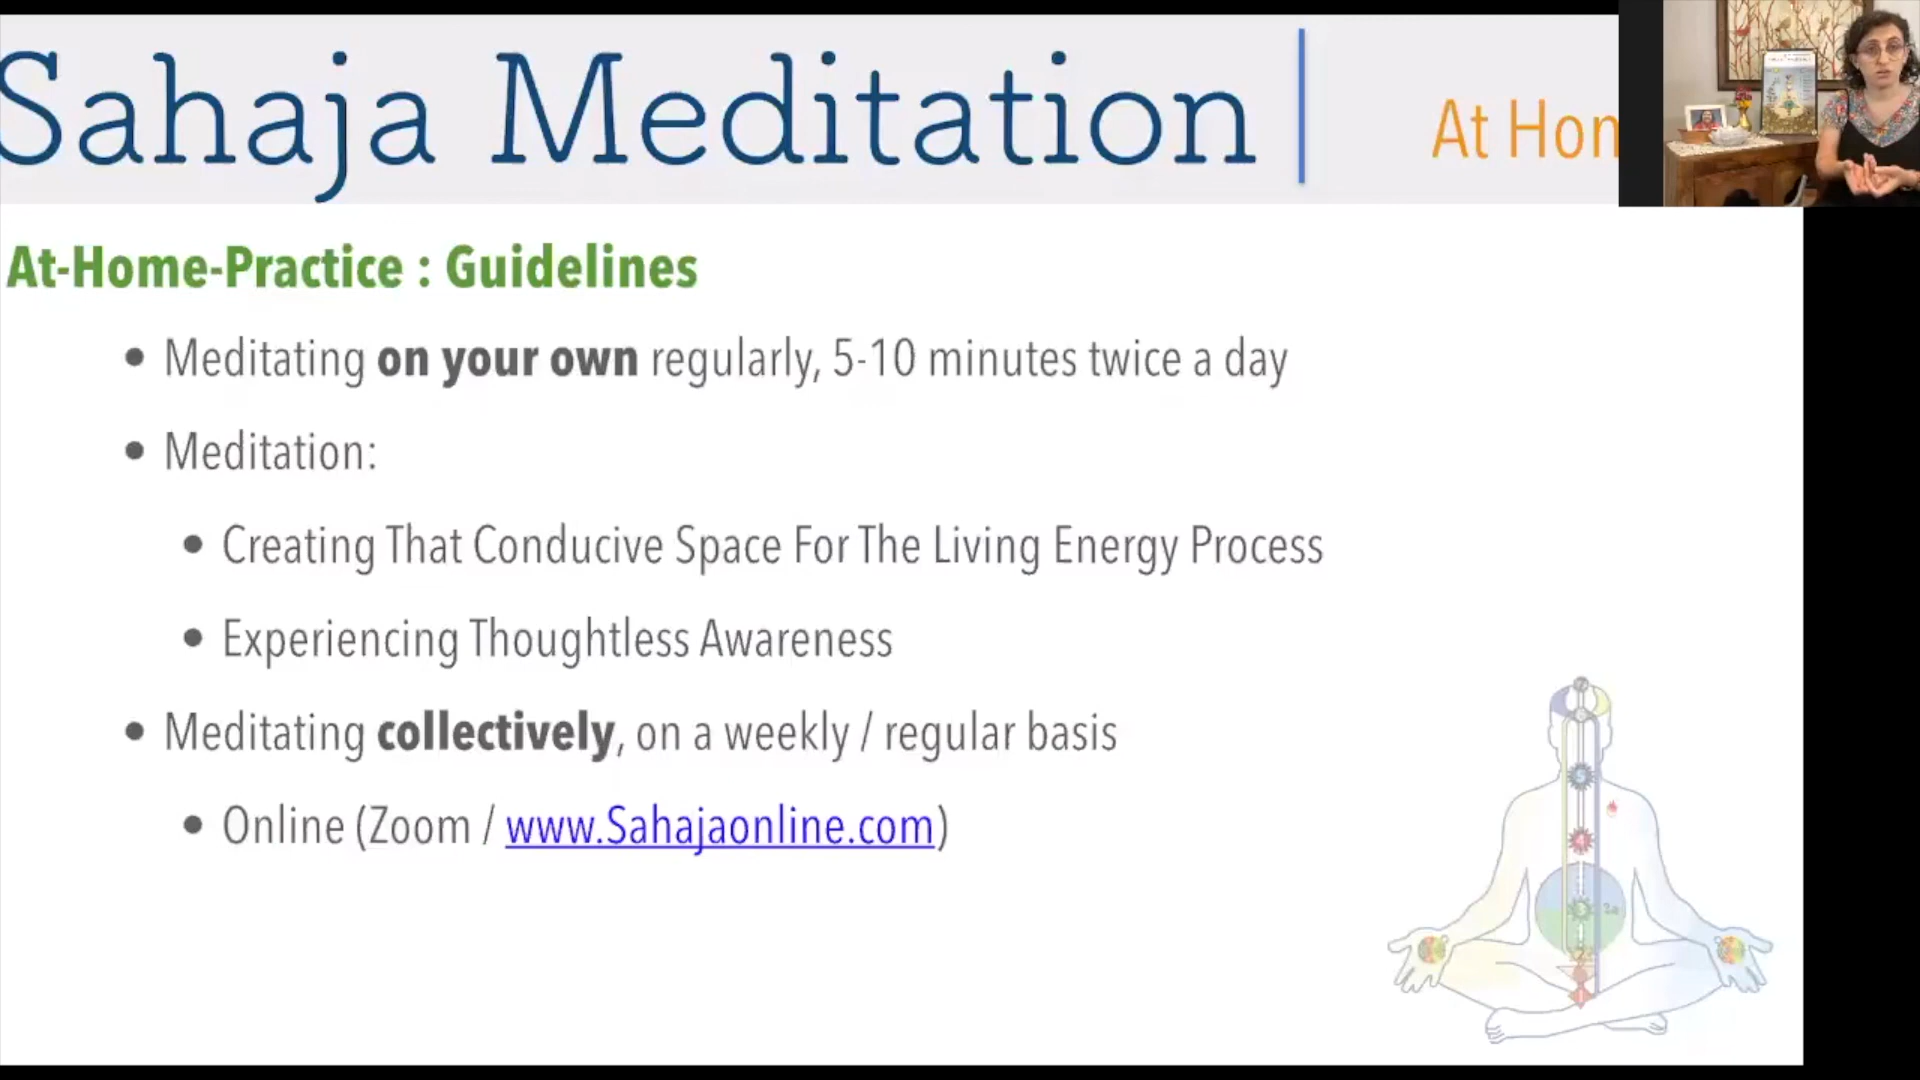 Sahaja Meditation
At Hon
At-Home-Practice : Guidelines
• Meditating on your own regularly, 5-10 minutes twice a day
• Meditation:
• Creating That Conducive Space For The Living Energy Process
• Experiencing Thoughtless Awareness
• Meditating collectively, on a weekly / regular basis
• Online (Zoom / www.Sahajaonline.com)